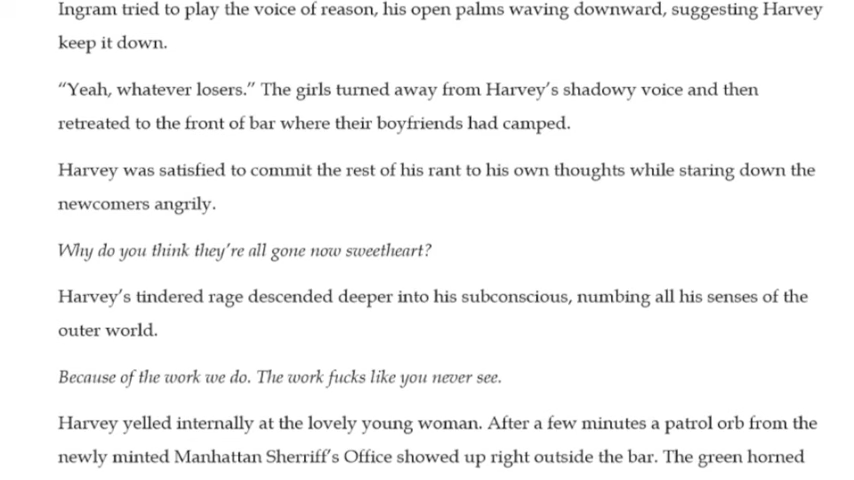 Ingram tried to play the voice of reason, his open palms waving downward, suggesting Harvey
keep it down.
“Yeah, whatever losers.” The girls turned away from Harvey’s shadowy voice and then
retreated to the front of bar where their boyfriends had camped.
Harvey was satisfied to commit the rest of his rant to his own thoughts while staring down the
newcomers angrily.
Why do you think they’re all gone now sweetheart?
Harvey’s tindered rage descended deeper into his subconscious, numbing all his senses of the
outer world.
Because of the work we do. The work fucks like you never see.
Harvey yelled internally at the lovely young woman. After a few minutes a patrol orb from the
newly minted Manhattan Sherriff’s Office showed up right outside the bar. The green horned